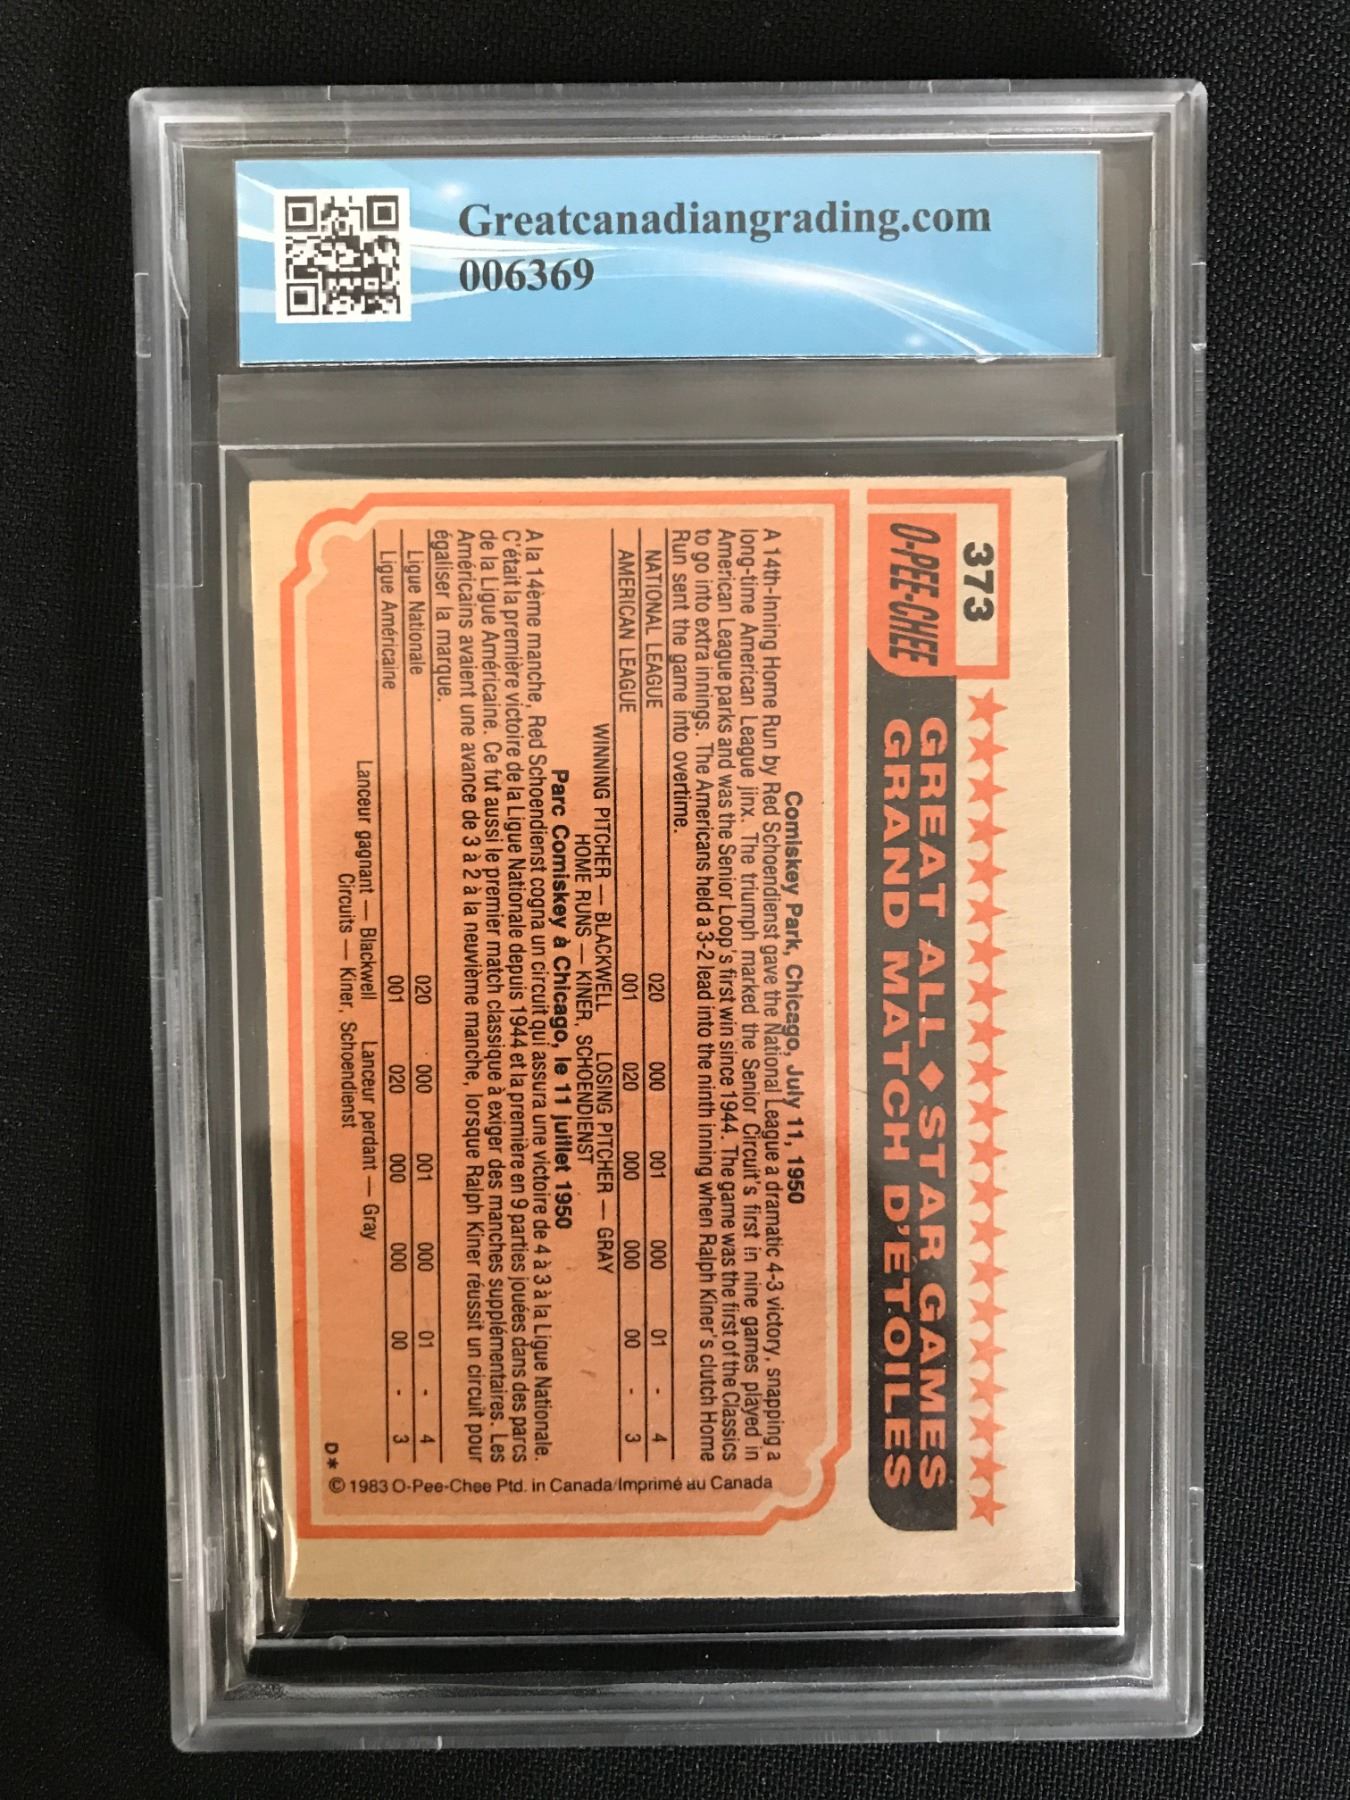 Greatcanadiangrading.com
006369
373
O-PEE-CHEE
GREAT ALL ♦ STAR GAMES
GRAND MATCH D'ÉTOILES
Comiskey Park, Chicago, July 11, 1950
A 14th-Inning Home Run by Red Schoendienst gave the National League a dramatic 4-3 victory, snapping a
long-time American League jinx. The triumph marked the Senior Circuit's first in nine games played in
American League parks and was the Senior Loop's first win since 1944. The game was the first of the Classics
to go into extra innings. The Americans held a 3-2 lead into the ninth inning when Ralph Kiner's clutch Home
Run sent the game into overtime.
NATIONAL LEAGUE 020 000 001 000 01 - 4
AMERICAN LEAGUE 001 020 000 000 00 - 3
WINNING PITCHER — BLACKWELL LOSING PITCHER — GRAY
HOME RUNS — KINER, SCHOENDIENST
Parc Comiskey à Chicago, le 11 juillet 1950
A la 14ème manche, Red Schoendienst cogna un circuit qui assura une victoire de 4 à 3 à la Ligue Nationale.
C'était la première victoire de la Ligue Nationale depuis 1944 et la première en 9 parties jouées dans des parcs
de la Ligue Américaine. Ce fut aussi le premier match classique à exiger des manches supplémentaires. Les
Américains avaient une avance de 3 à 2 à la neuvième manche, lorsque Ralph Kiner réussit un circuit pour
égaliser la marque.
Ligue Nationale 020 000 001 000 01 - 4
Ligue Américaine 001 020 000 000 00 - 3
Lanceur gagnant — Blackwell Lanceur perdant — Gray
Circuits — Kiner, Schoendienst
D* © 1983 O-Pee-Chee Ptd. in Canada/Imprimé au Canada